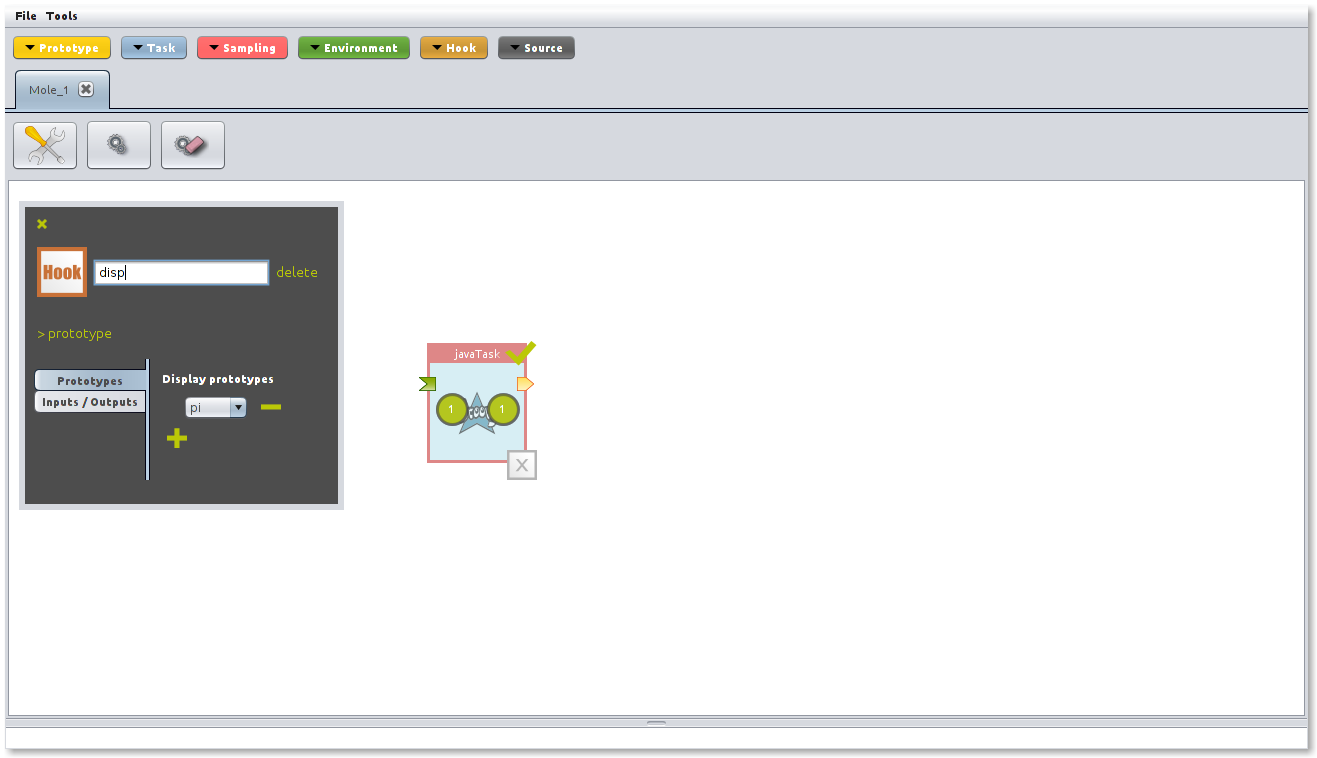 File Tools
Prototype Task Sampling Environment Hook Source
Mole_1
Hook disp delete
> prototype
javaTask
Prototypes Display prototypes
Inputs / Outputs pi
1 1
X